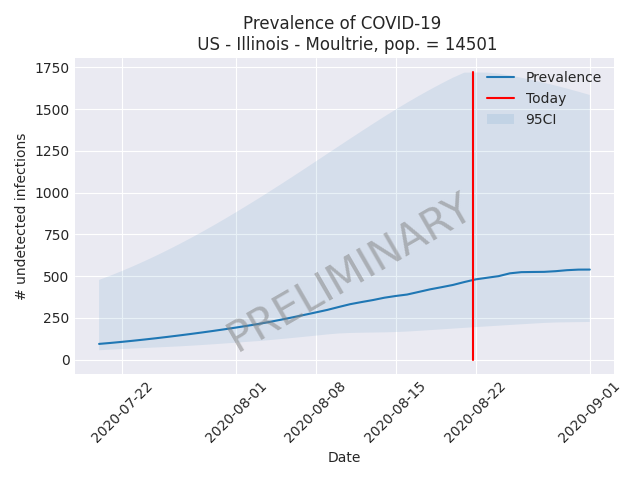 Prevalence of COVID-19
US - Illinois - Moultrie, pop. = 14501
# undetected infections
1750
1500
1250
1000
750
500
250
0
Prevalence
Today
95CI
PRELIMINARY
2020-07-22
2020-08-01
2020-08-08
2020-08-15
2020-08-22
2020-09-01
Date